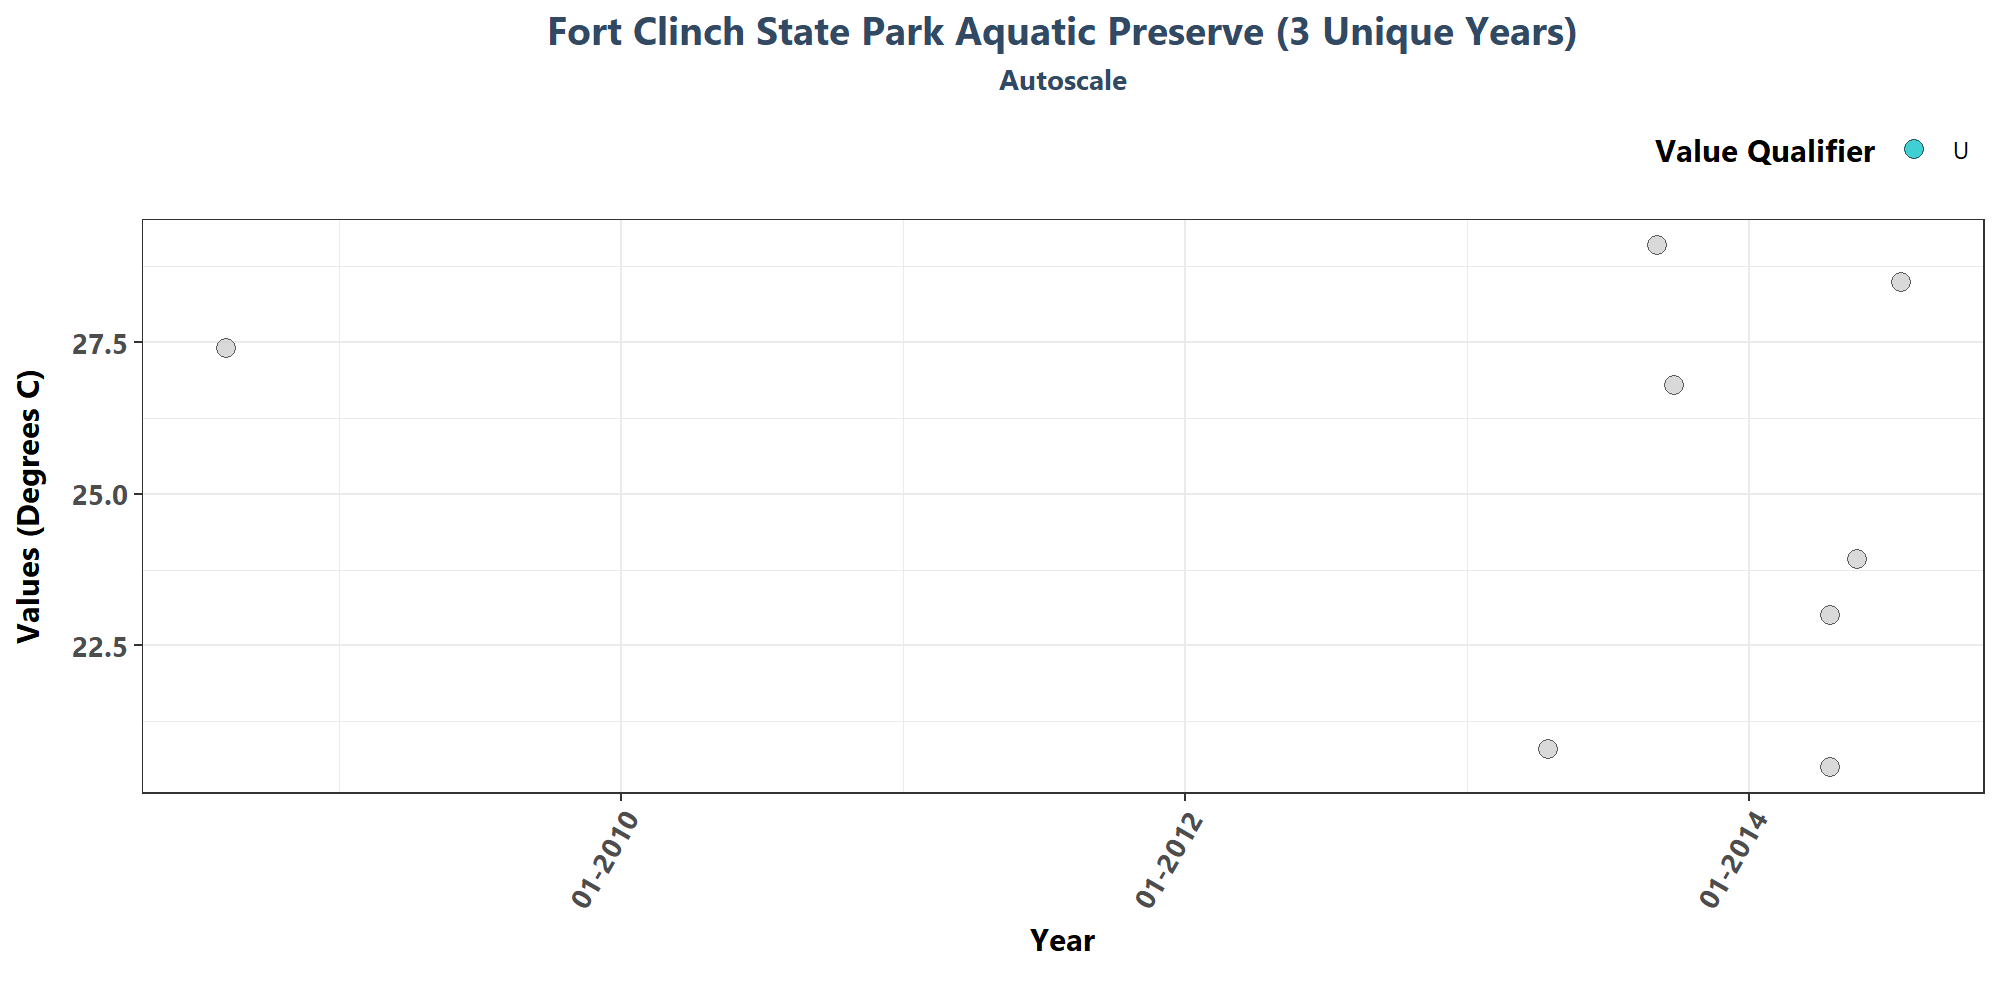 Fort Clinch State Park Aquatic Preserve (3 Unique Years)
Autoscale
Value Qualifier U
27.5
25.0
22.5
Values (Degrees C)
01-2010
01-2012
01-2014
Year